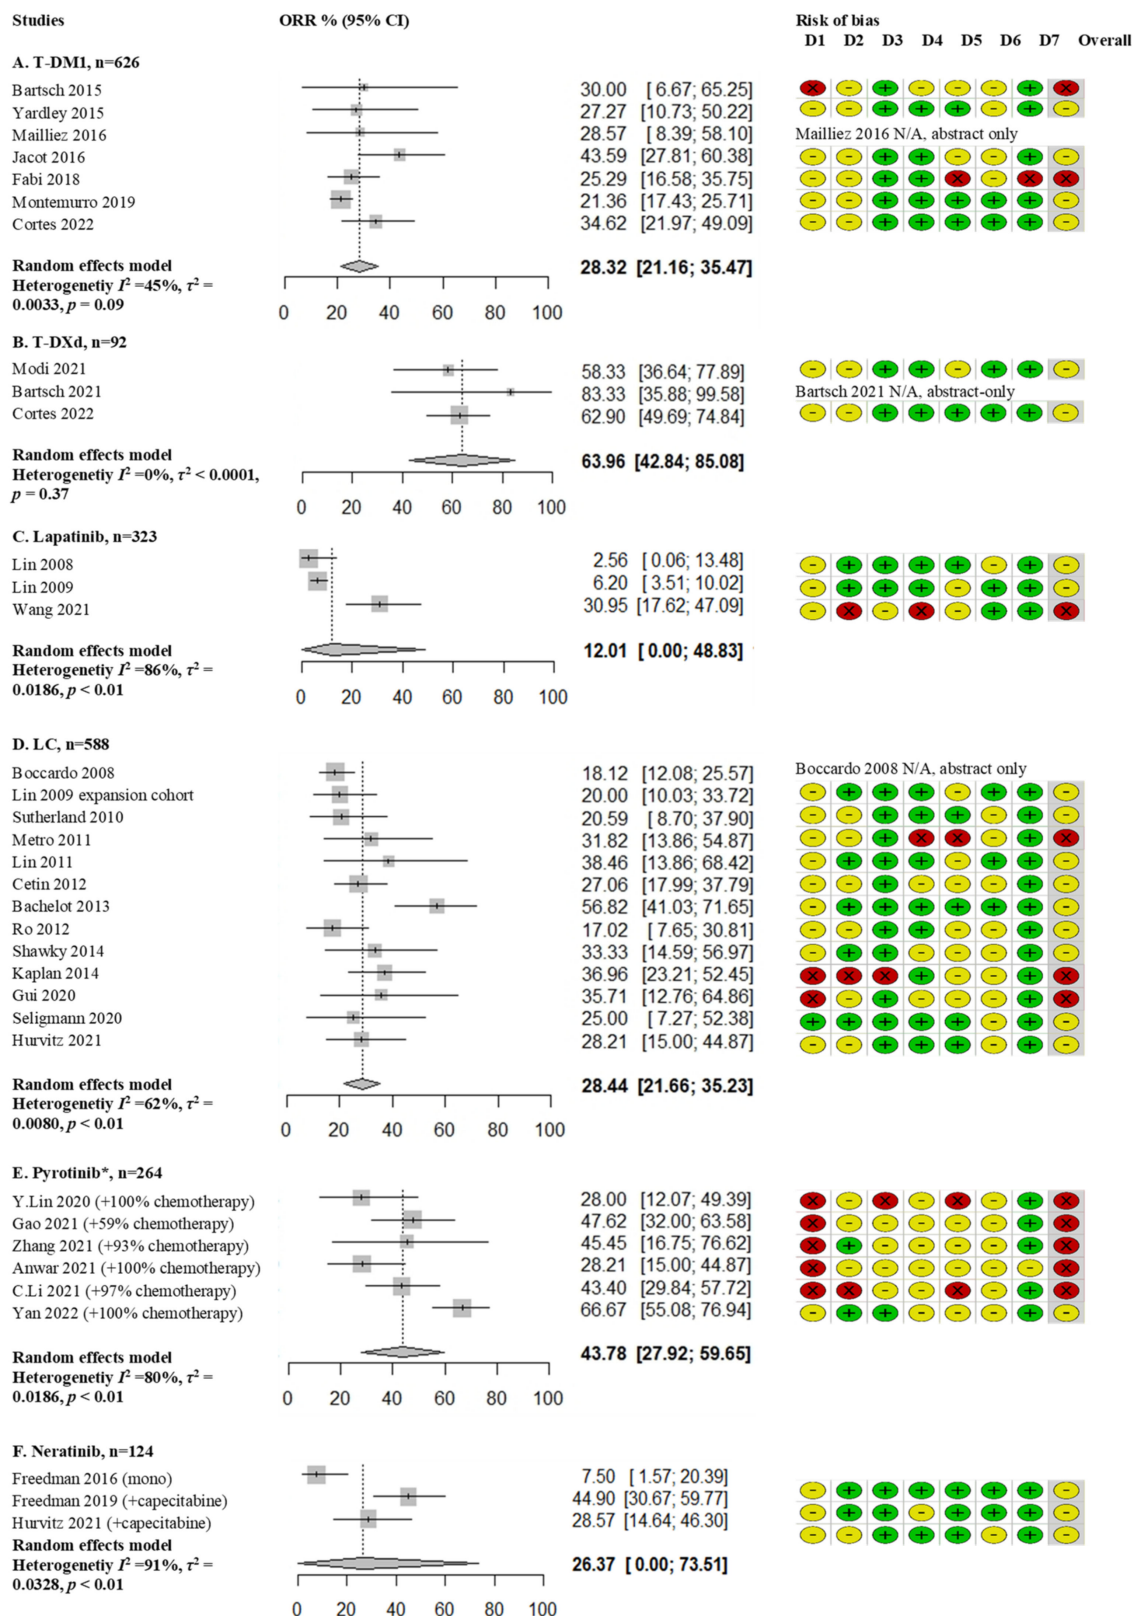 Studies ORR % (95% CI) Risk of bias
D1 D2 D3 D4 D5 D6 D7 Overall
A. T-DM1, n=626
Bartsch 2015 30.00 [ 6.67; 65.25]
Yardley 2015 27.27 [10.73; 50.22]
Mailliez 2016 28.57 [ 8.39; 58.10] Mailliez 2016 N/A, abstract only
Jacot 2016 43.59 [27.81; 60.38]
Fabi 2018 25.29 [16.58; 35.75]
Montemurro 2019 21.36 [17.43; 25.71]
Cortes 2022 34.62 [21.97; 49.09]
Random effects model 28.32 [21.16; 35.47]
Heterogenetiy I² =45%, τ² =
0.0033, p = 0.09
0 20 40 60 80 100
B. T-DXd, n=92
Modi 2021 58.33 [36.64; 77.89]
Bartsch 2021 83.33 [35.88; 99.58] Bartsch 2021 N/A, abstract-only
Cortes 2022 62.90 [49.69; 74.84]
Random effects model 63.96 [42.84; 85.08]
Heterogenetiy I² =0%, τ² < 0.0001,
p = 0.37
0 20 40 60 80 100
C. Lapatinib, n=323
Lin 2008 2.56 [ 0.06; 13.48]
Lin 2009 6.20 [ 3.51; 10.02]
Wang 2021 30.95 [17.62; 47.09]
Random effects model 12.01 [ 0.00; 48.83]
Heterogenetiy I² =86%, τ² =
0.0186, p < 0.01
0 20 40 60 80 100
D. LC, n=588
Boccardo 2008 18.12 [12.08; 25.57] Boccardo 2008 N/A, abstract only
Lin 2009 expansion cohort 20.00 [10.03; 33.72]
Sutherland 2010 20.59 [ 8.70; 37.90]
Metro 2011 31.82 [13.86; 54.87]
Lin 2011 38.46 [13.86; 68.42]
Cetin 2012 27.06 [17.99; 37.79]
Bachelot 2013 56.82 [41.03; 71.65]
Ro 2012 17.02 [ 7.65; 30.81]
Shawky 2014 33.33 [14.59; 56.97]
Kaplan 2014 36.96 [23.21; 52.45]
Gui 2020 35.71 [12.76; 64.86]
Seligmann 2020 25.00 [ 7.27; 52.38]
Hurvitz 2021 28.21 [15.00; 44.87]
Random effects model 28.44 [21.66; 35.23]
Heterogenetiy I² =62%, τ² =
0.0080, p < 0.01
0 20 40 60 80 100
E. Pyrotinib*, n=264
Y.Lin 2020 (+100% chemotherapy) 28.00 [12.07; 49.39]
Gao 2021 (+59% chemotherapy) 47.62 [32.00; 63.58]
Zhang 2021 (+93% chemotherapy) 45.45 [16.75; 76.62]
Anwar 2021 (+100% chemotherapy) 28.21 [15.00; 44.87]
C.Li 2021 (+97% chemotherapy) 43.40 [29.84; 57.72]
Yan 2022 (+100% chemotherapy) 66.67 [55.08; 76.94]
Random effects model 43.78 [27.92; 59.65]
Heterogenetiy I² =80%, τ² =
0.0186, p < 0.01
0 20 40 60 80 100
F. Neratinib, n=124
Freedman 2016 (mono) 7.50 [ 1.57; 20.39]
Freedman 2019 (+capecitabine) 44.90 [30.67; 59.77]
Hurvitz 2021 (+capecitabine) 28.57 [14.64; 46.30]
Random effects model
Heterogenetiy I² =91%, τ² = 26.37 [ 0.00; 73.51]
0.0328, p < 0.01
0 20 40 60 80 100